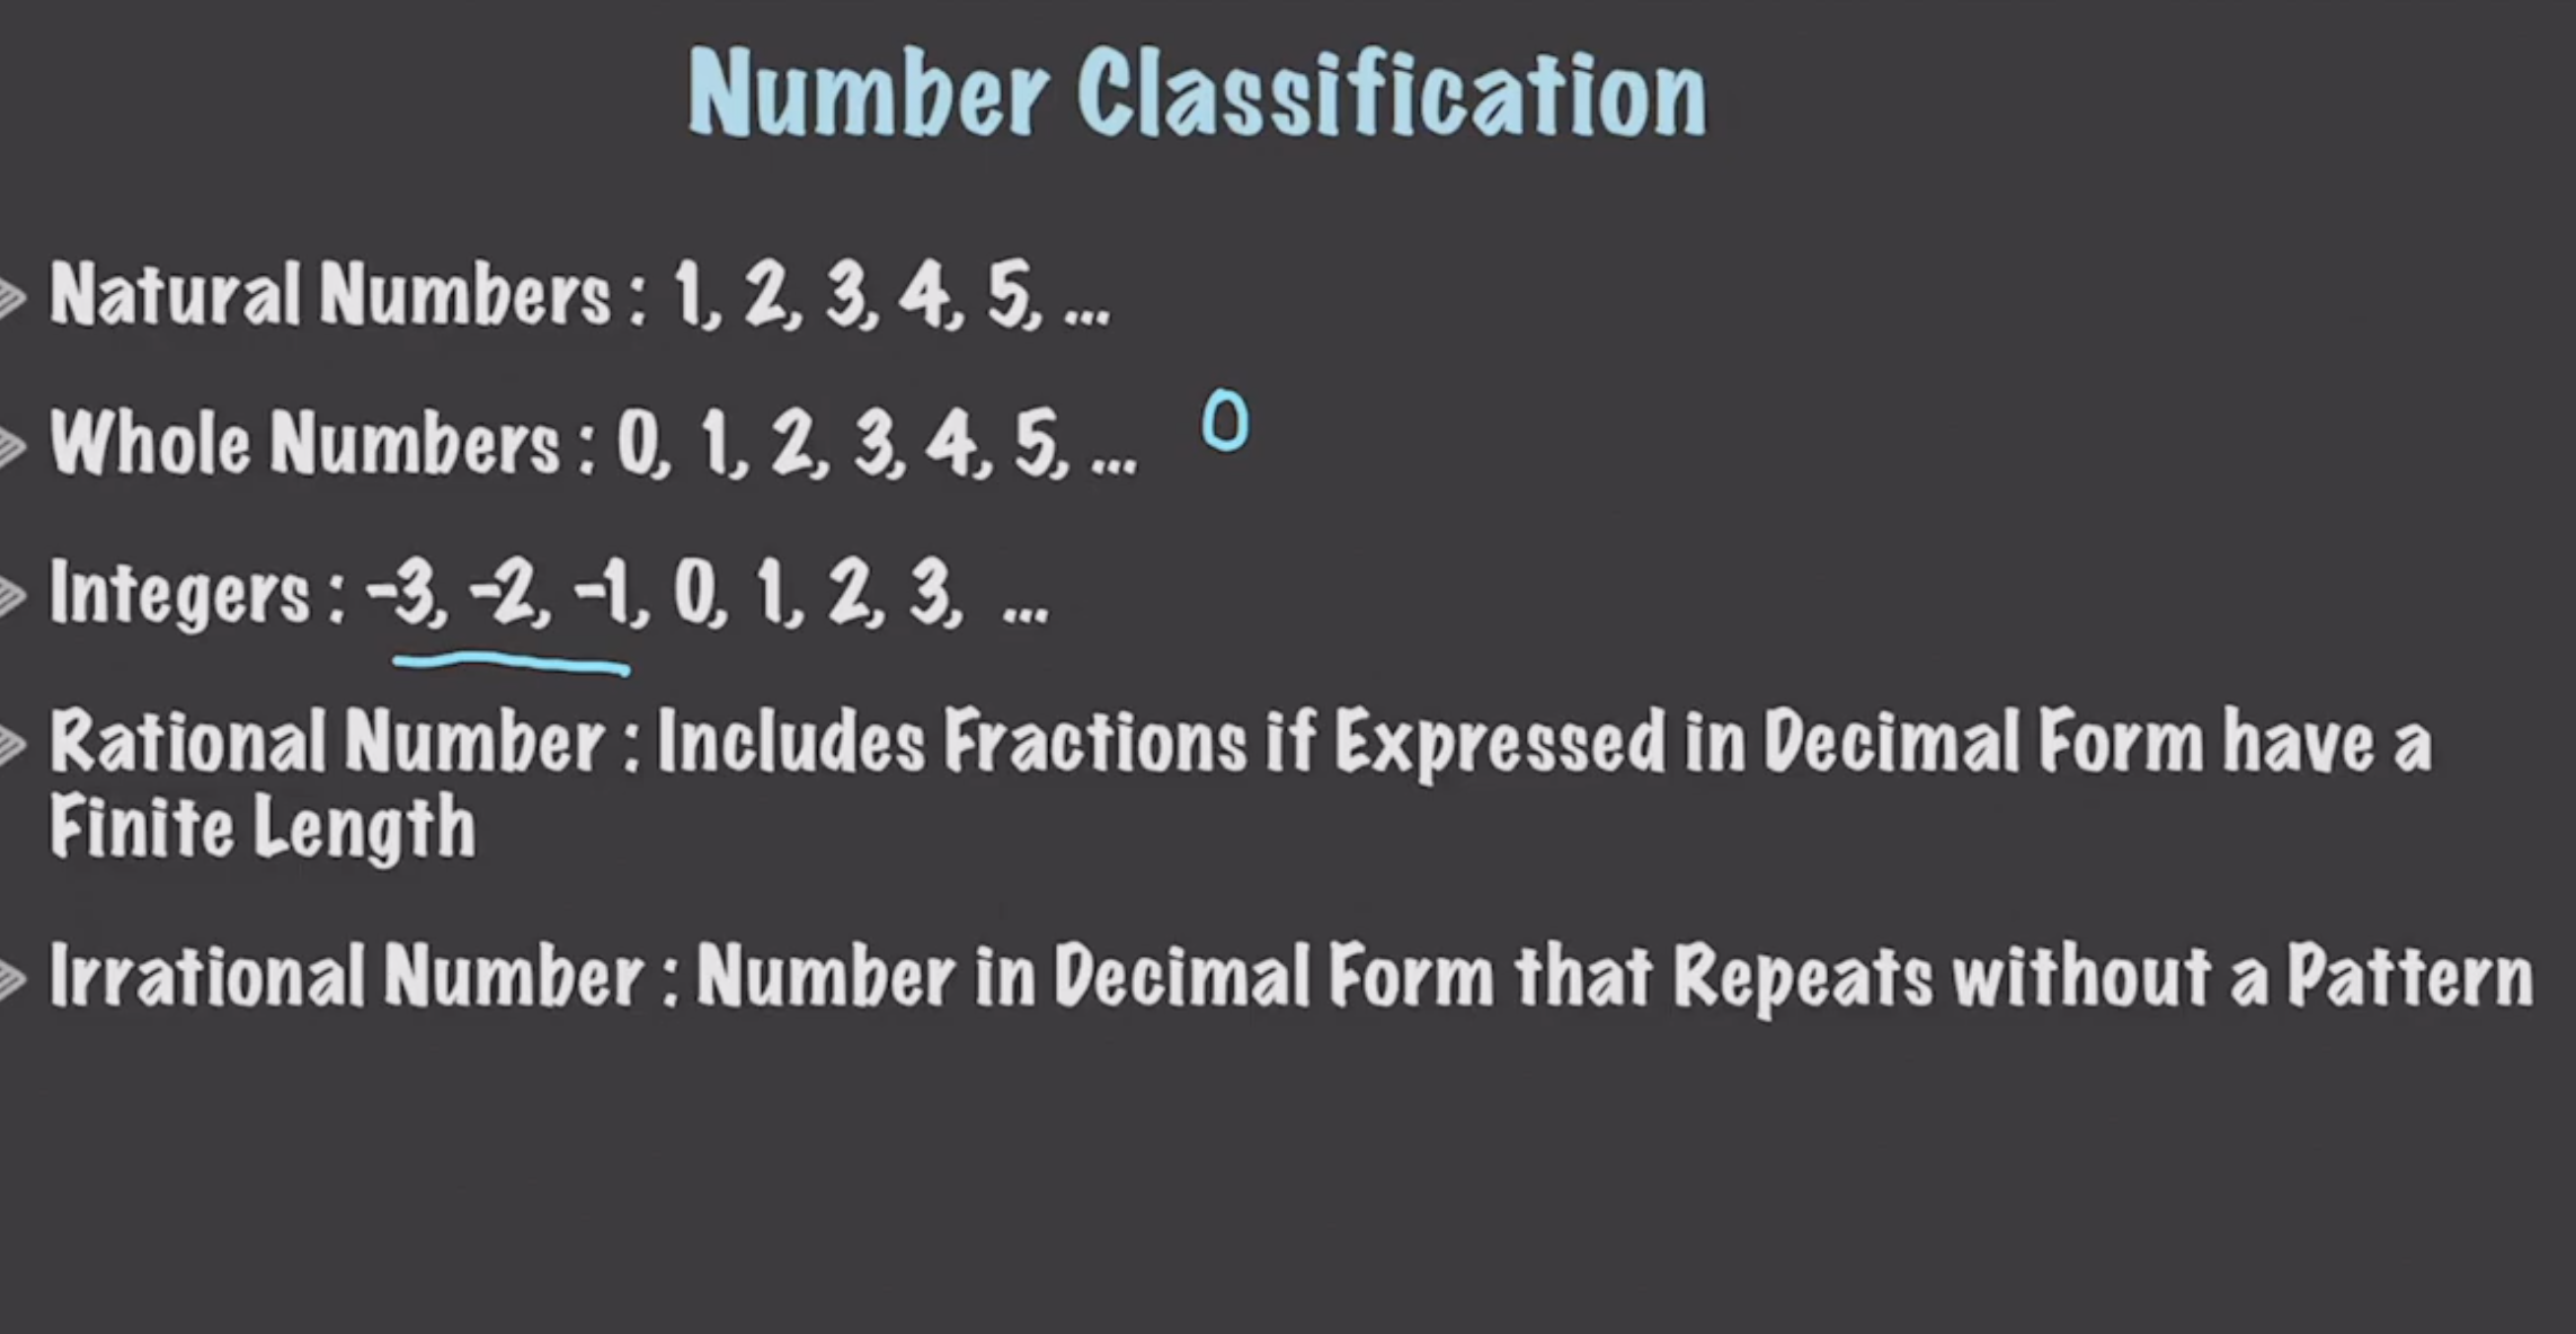 Number Classification
Natural Numbers : 1, 2, 3, 4, 5, ...
Whole Numbers : 0, 1, 2, 3, 4, 5, ... 0
Integers : -3, -2, -1, 0, 1, 2, 3, ...
Rational Number : Includes Fractions if Expressed in Decimal Form have a
Finite Length
Irrational Number : Number in Decimal Form that Repeats without a Pattern